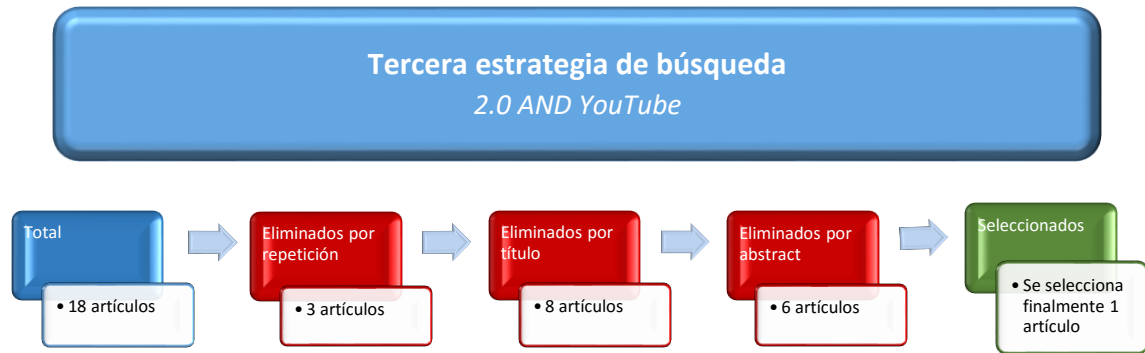 Tercera estrategia de búsqueda
2.0 AND YouTube
Total
• 18 artículos
Eliminados por
repetición
• 3 artículos
Eliminados por
título
• 8 artículos
Eliminados por
abstract
• 6 artículos
Seleccionados
• Se selecciona
finalmente 1
artículo